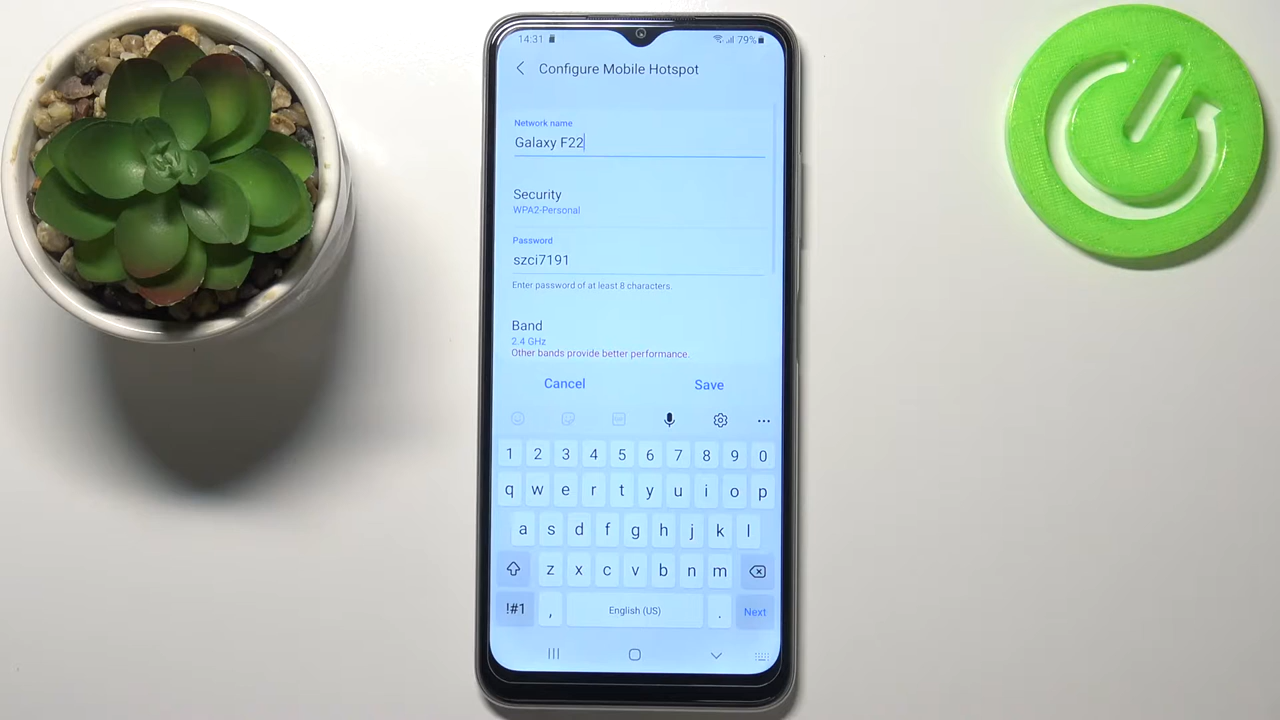 14:31 79%
Configure Mobile Hotspot
Network name
Galaxy F22
Security
WPA2-Personal
Password
szci7191
Enter password of at least 8 characters.
Band
2.4 GHz
Other bands provide better performance.
Cancel Save
1 2 3 4 5 6 7 8 9 0
q w e r t y u i o p
a s d f g h j k l
z x c v b n m
!#1 , English (US) . Next